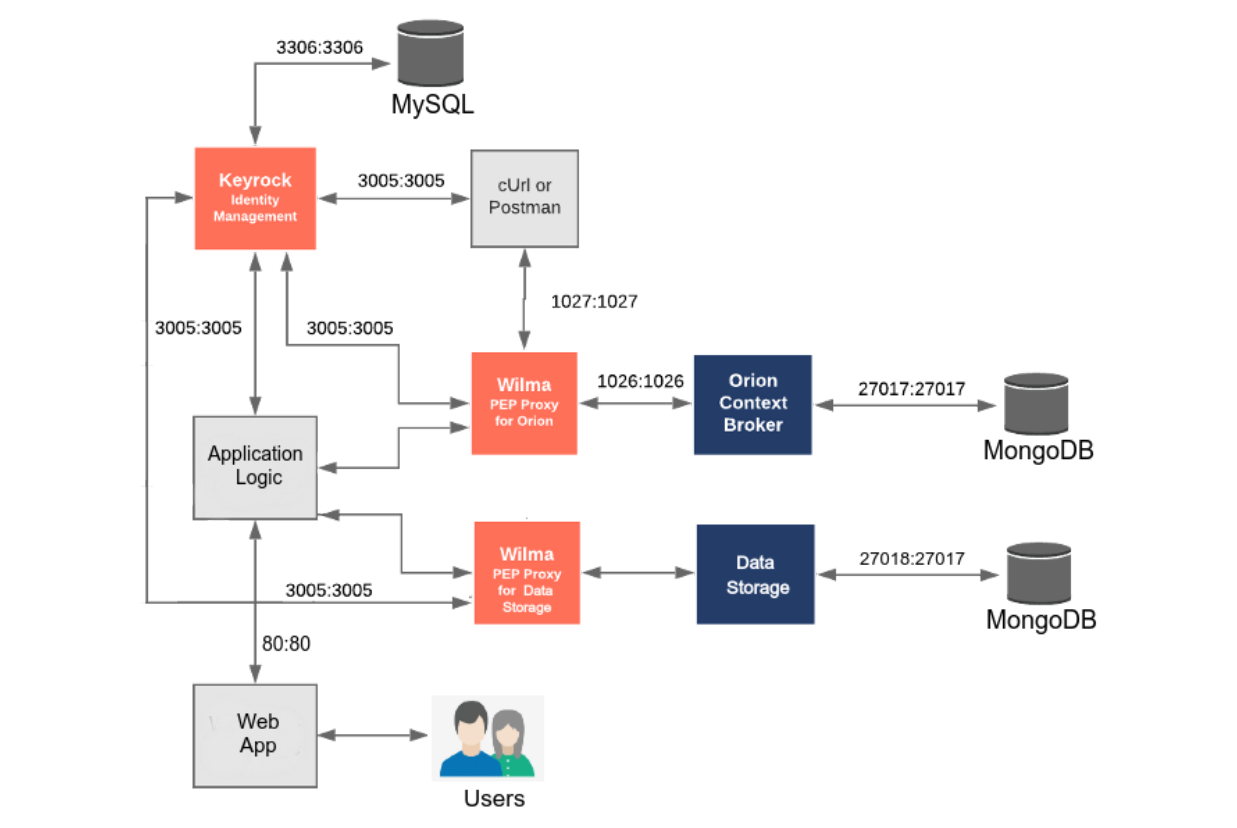 3306:3306
MySQL
Keyrock
Identity
Management
3005:3005
cUrl or
Postman
1027:1027
3005:3005
3005:3005
Wilma
PEP Proxy
for Orion
1026:1026
Orion
Context
Broker
27017:27017
MongoDB
Application
Logic
Wilma
PEP Proxy
for Data
Storage
Data
Storage
27018:27017
MongoDB
3005:3005
80:80
Web
App
Users